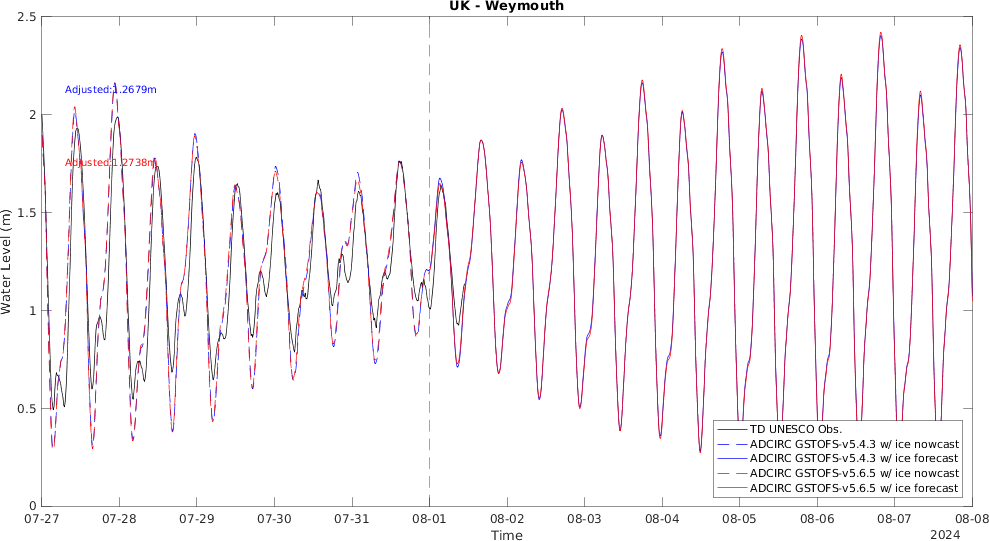 UK - Weymouth
2.5
2
1.5
1
0.5
0
Water Level (m)
Adjusted:1.2679m
Adjusted:1.2738m
TD UNESCO Obs.
ADCIRC GSTOFS-v5.4.3 w/ ice nowcast
ADCIRC GSTOFS-v5.4.3 w/ ice forecast
ADCIRC GSTOFS-v5.6.5 w/ ice nowcast
ADCIRC GSTOFS-v5.6.5 w/ ice forecast
07-27 07-28 07-29 07-30 07-31 08-01 08-02 08-03 08-04 08-05 08-06 08-07 08-08
Time
2024